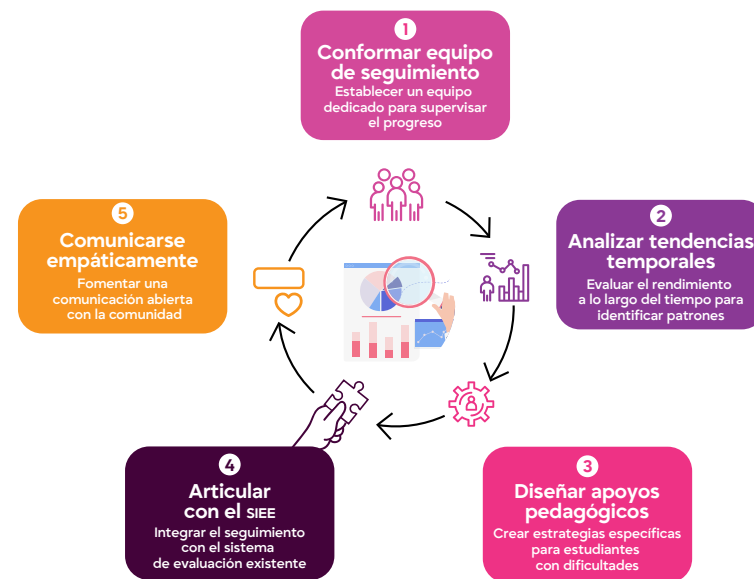 1
Conformar equipo
de seguimiento
Establecer un equipo
dedicado para supervisar
el progreso
2
Analizar tendencias
temporales
Evaluar el rendimiento
a lo largo del tiempo para
identificar patrones
3
Diseñar apoyos
pedagógicos
Crear estrategias específicas
para estudiantes
con dificultades
4
Articular
con el SIEE
Integrar el seguimiento
con el sistema
de evaluación existente
5
Comunicarse
empáticamente
Fomentar una
comunicación abierta
con la comunidad